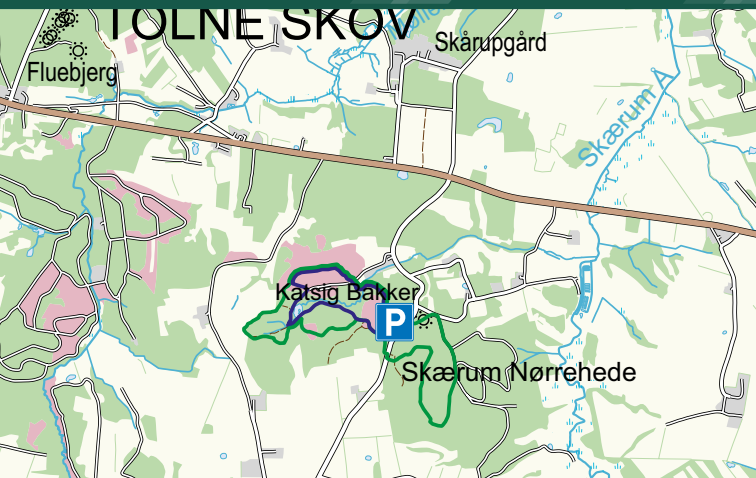 TOLNE SKOV
Skårupgård
Fluebjerg
Skærum Å
Katsig Bakker
P
Skærum Nørrehede